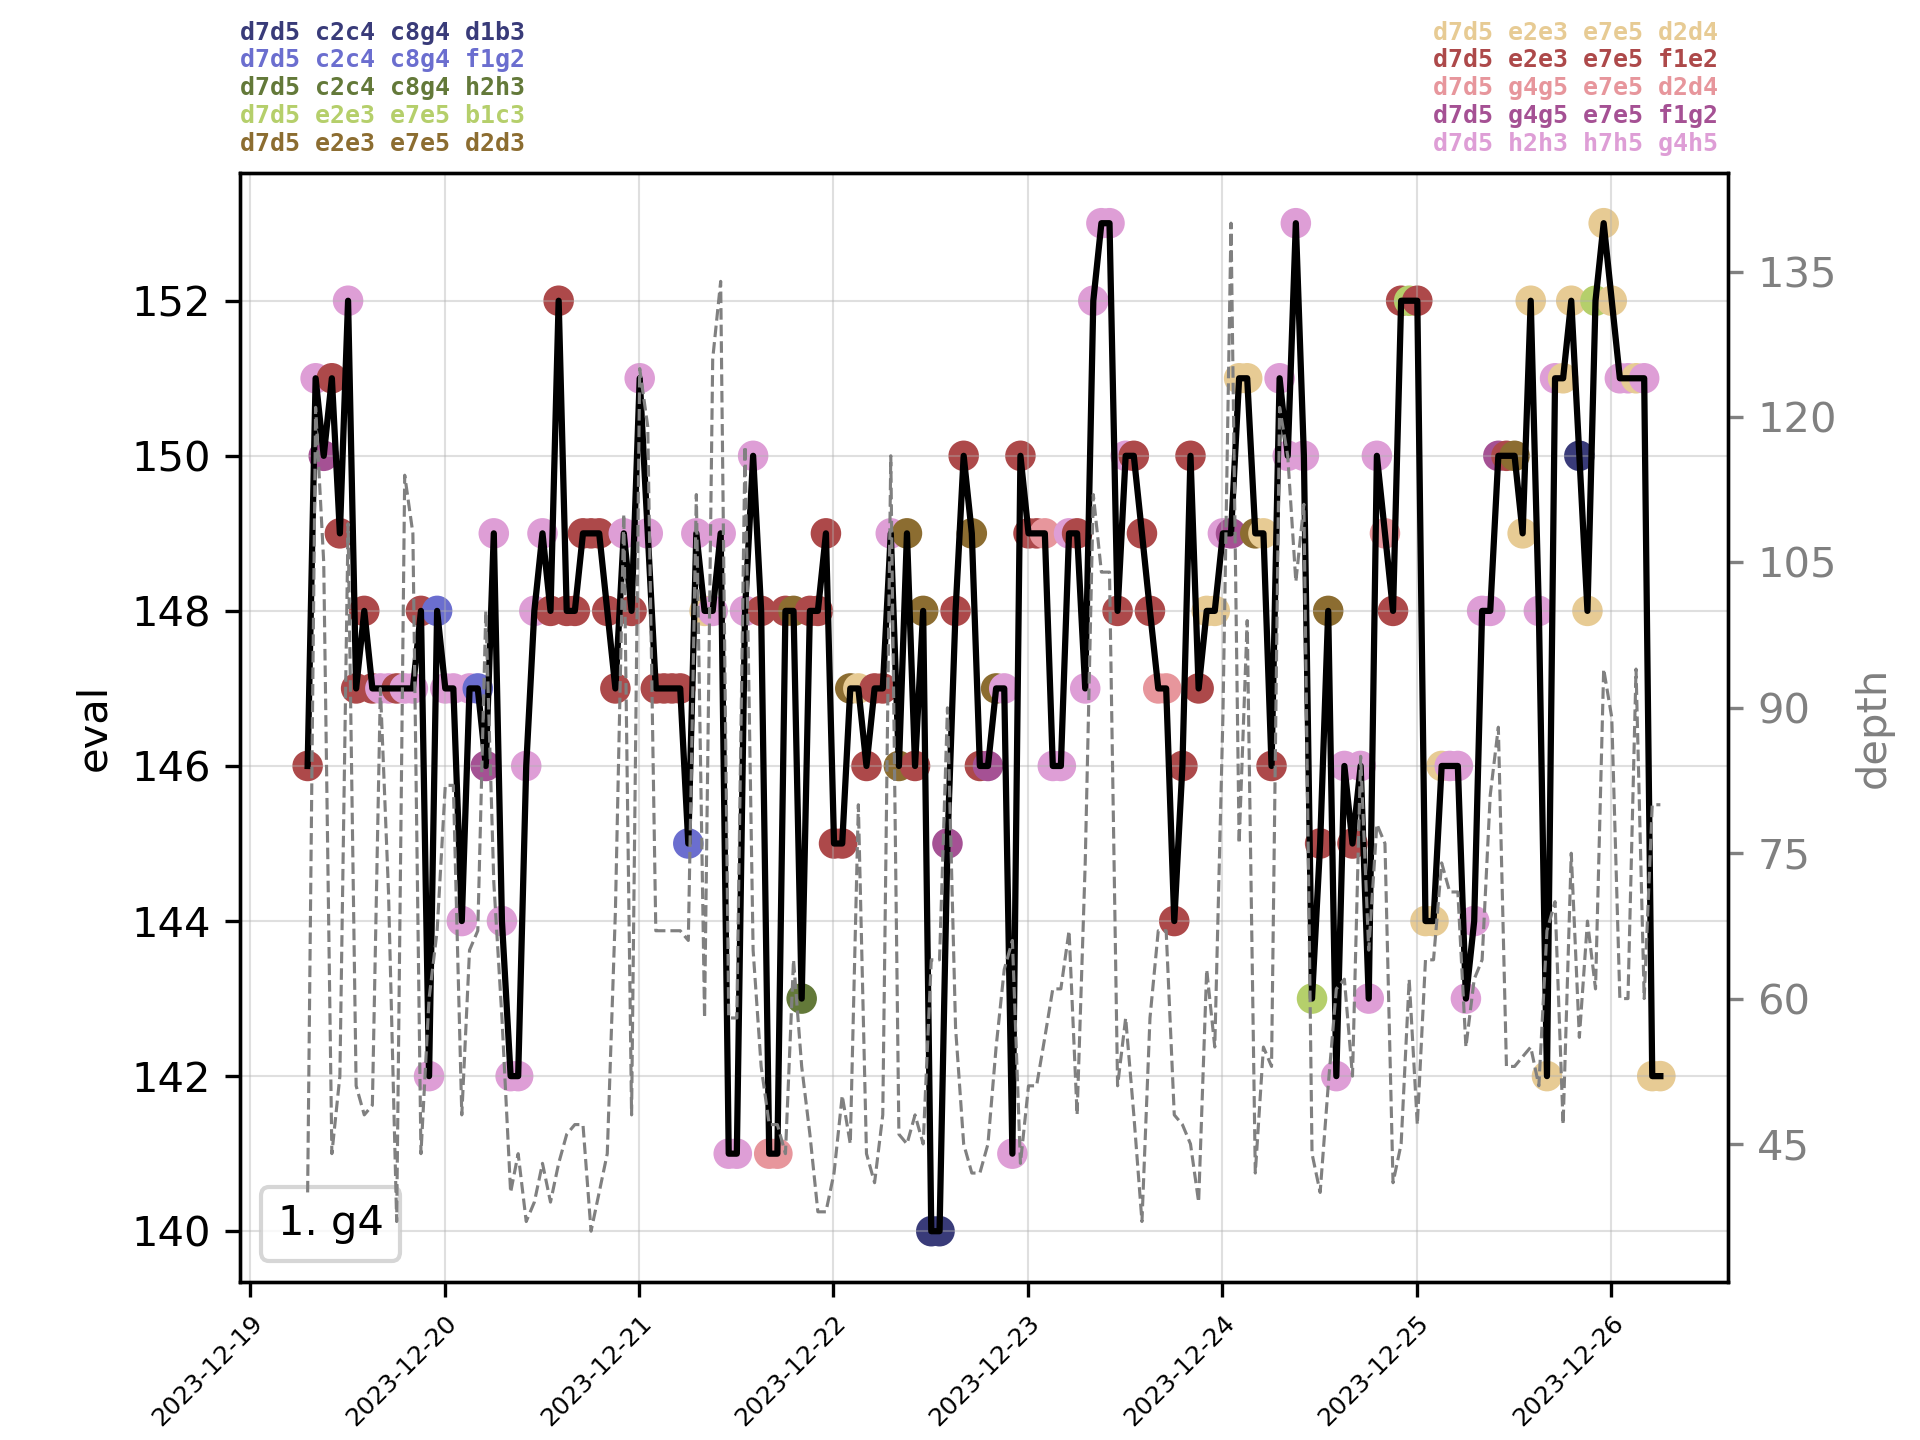 d7d5 c2c4 c8g4 d1b3
d7d5 c2c4 c8g4 f1g2
d7d5 c2c4 c8g4 h2h3
d7d5 e2e3 e7e5 b1c3
d7d5 e2e3 e7e5 d2d3
d7d5 e2e3 e7e5 d2d4
d7d5 e2e3 e7e5 f1e2
d7d5 g4g5 e7e5 d2d4
d7d5 g4g5 e7e5 f1g2
d7d5 h2h3 h7h5 g4h5
eval
152
150
148
146
144
142
140
1. g4
135
120
105
90
75
60
45
depth
2023-12-19
2023-12-20
2023-12-21
2023-12-22
2023-12-23
2023-12-24
2023-12-25
2023-12-26